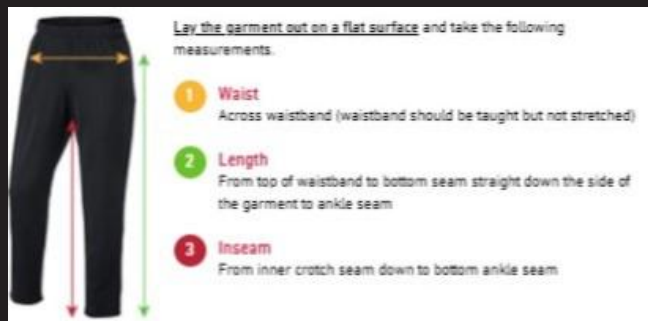 Lay the garment out on a flat surface and take the following
measurements.
1
Waist
Across waistband (waistband should be taught but not stretched)
2
Length
From top of waistband to bottom seam straight down the side of
the garment to ankle seam
3
Inseam
From inner crotch seam down to bottom ankle seam